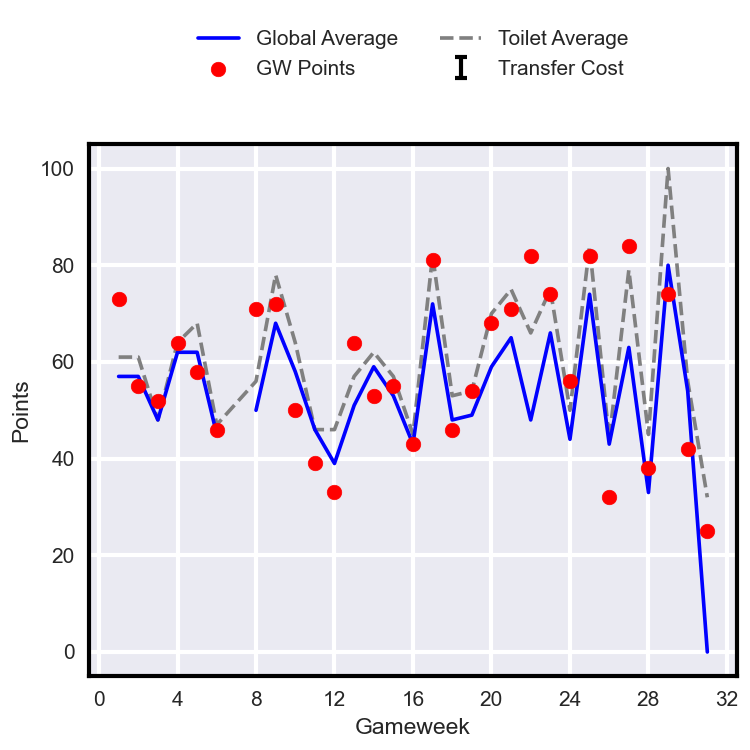 Global Average
Toilet Average
GW Points
Transfer Cost
100
80
60
40
20
0
Points
0 4 8 12 16 20 24 28 32
Gameweek